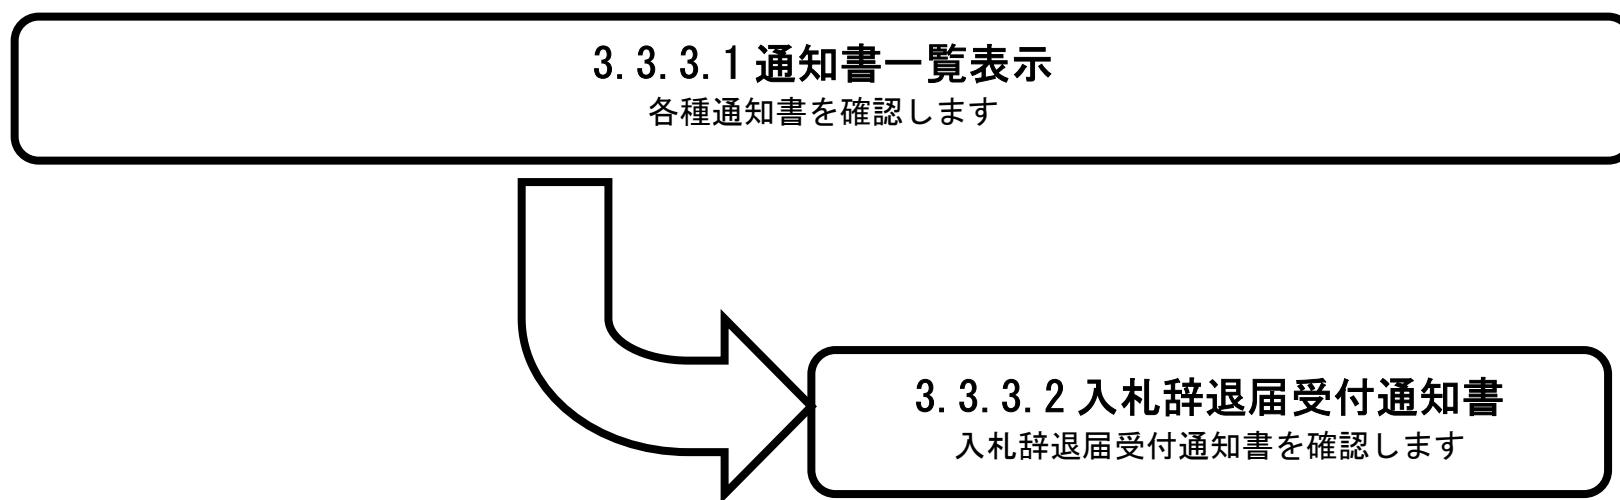 3.3.3.1 通知書一覧表示
各種通知書を確認します
3.3.3.2 入札辞退届受付通知書
入札辞退届受付通知書を確認します